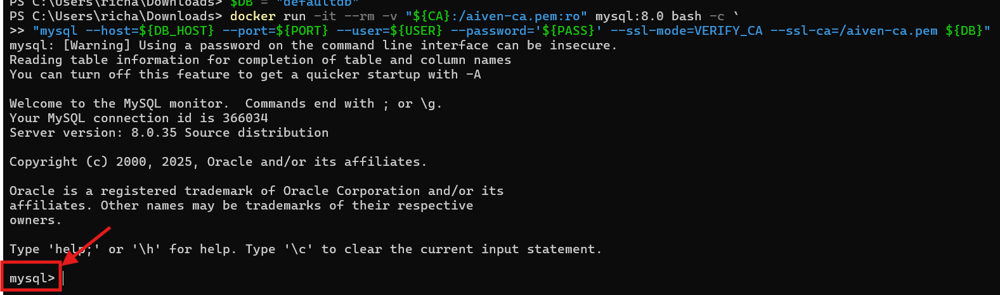 PS C:\Users\richa\Downloads> $DB = "defaultdb"
PS C:\Users\richa\Downloads> docker run -it --rm -v "${CA}:/aiven-ca.pem:ro" mysql:8.0 bash -c `
>> "mysql --host=${DB_HOST} --port=${PORT} --user=${USER} --password='${PASS}' --ssl-mode=VERIFY_CA --ssl-ca=/aiven-ca.pem ${DB}"
mysql: [Warning] Using a password on the command line interface can be insecure.
Reading table information for completion of table and column names
You can turn off this feature to get a quicker startup with -A
Welcome to the MySQL monitor.  Commands end with ; or \g.
Your MySQL connection id is 366034
Server version: 8.0.35 Source distribution
Copyright (c) 2000, 2025, Oracle and/or its affiliates.
Oracle is a registered trademark of Oracle Corporation and/or its
affiliates. Other names may be trademarks of their respective
owners.
Type 'help;' or '\h' for help. Type '\c' to clear the current input statement.
mysql>